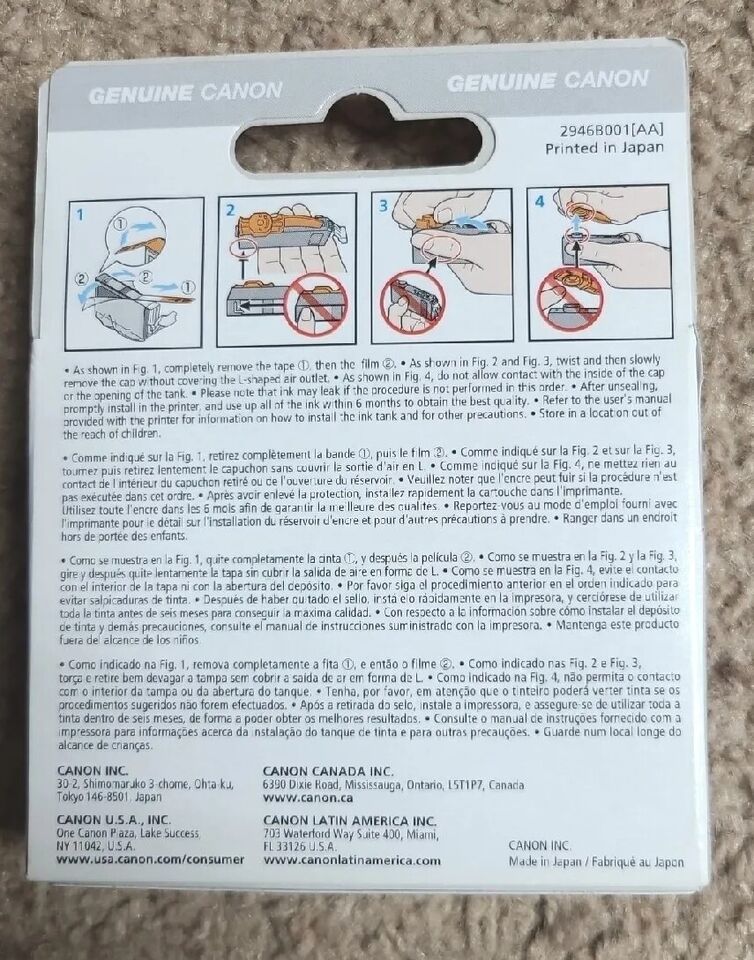 GENUINE CANON
GENUINE CANON
2946B001[AA]
Printed in Japan
1
2
3
4
①
②
②
①
• As shown in Fig. 1, completely remove the tape ①, then the film ②. • As shown in Fig. 2 and Fig. 3, twist and then slowly
remove the cap without covering the L-shaped air outlet. • As shown in Fig. 4, do not allow contact with the inside of the cap
or the opening of the tank. • Please note that ink may leak if the procedure is not performed in this order. • After unsealing,
promptly install in the printer, and use up all of the ink within 6 months to obtain the best quality. • Refer to the user's manual
provided with the printer for information on how to install the ink tank and for other precautions. • Store in a location out of
the reach of children.
• Comme indiqué sur la Fig. 1, retirez complètement la bande ①, puis le film ②. • Comme indiqué sur la Fig. 2 et sur la Fig. 3,
tournez puis retirez lentement le capuchon sans couvrir la sortie d'air en L. • Comme indiqué sur la Fig. 4, ne mettez rien au
contact de l'intérieur du capuchon retiré ou de l'ouverture du réservoir. • Veuillez noter que l'encre peut fuir si la procédure n'est
pas exécutée dans cet ordre. • Après avoir enlevé la protection, installez rapidement la cartouche dans l'imprimante.
Utilisez toute l'encre dans les 6 mois afin de garantir la meilleure des qualités. • Reportez-vous au mode d'emploi fourni avec
l'imprimante pour le détail sur l'installation du réservoir d'encre et pour d'autres précautions à prendre. • Ranger dans un endroit
hors de portée des enfants.
• Como se muestra en la Fig. 1, quite completamente la cinta ①, y después la película ②. • Como se muestra en la Fig. 2 y la Fig. 3,
gire y después quite lentamente la tapa sin cubrir la salida de aire en forma de L. • Como se muestra en la Fig. 4, evite el contacto
con el interior de la tapa ni con la abertura del depósito. • Por favor siga el procedimiento anterior en el orden indicado para
evitar salpicaduras de tinta. • Después de haber quitado el sello, instálelo rápidamente en la impresora, y cerciórese de utilizar
toda la tinta antes de seis meses para conseguir la máxima calidad. • Con respecto a la información sobre cómo instalar el depósito
de tinta y demás precauciones, consulte el manual de instrucciones suministrado con la impresora. • Mantenga este producto
fuera del alcance de los niños.
• Como indicado na Fig. 1, remova completamente a fita ①, e então o filme ②. • Como indicado nas Fig. 2 e Fig. 3,
torça e retire bem devagar a tampa sem cobrir a saída de ar em forma de L. • Como indicado na Fig. 4, não permita o contacto
com o interior da tampa ou da abertura do tanque. • Tenha, por favor, em atenção que o tinteiro poderá verter tinta se os
procedimentos sugeridos não forem efectuados. • Após a retirada do selo, instale a impressora, e assegure-se de utilizar toda a
tinta dentro de seis meses, de forma a poder obter os melhores resultados. • Consulte o manual de instruções fornecido com a
impressora para informações acerca da instalação do tanque de tinta e para outras precauções. • Guarde num local longe do
alcance de crianças.
CANON INC.
30-2, Shimomaruko 3-chome, Ohta-ku,
Tokyo 146-8501, Japan
CANON CANADA INC.
6390 Dixie Road, Mississauga, Ontario, L5T1P7, Canada
www.canon.ca
CANON U.S.A., INC.
One Canon Plaza, Lake Success,
NY 11042, U.S.A.
www.usa.canon.com/consumer
CANON LATIN AMERICA INC.
703 Waterford Way Suite 400, Miami,
FL 33126 U.S.A.
www.canonlatinamerica.com
CANON INC.
Made in Japan / Fabriqué au Japon